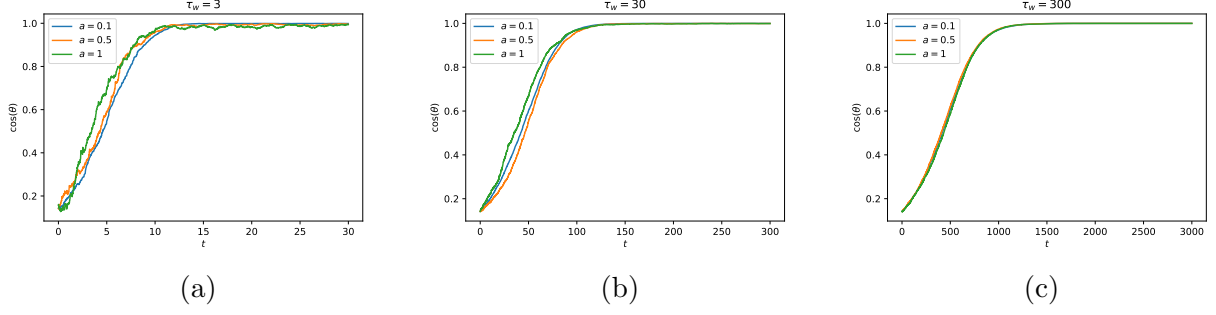 τ_w = 3
1.0
0.8
0.6
0.4
0.2
cos(θ)
a = 0.1
a = 0.5
a = 1
0 5 10 15 20 25 30
t
(a)
τ_w = 30
1.0
0.8
0.6
0.4
0.2
cos(θ)
a = 0.1
a = 0.5
a = 1
0 50 100 150 200 250 300
t
(b)
τ_w = 300
1.0
0.8
0.6
0.4
0.2
cos(θ)
a = 0.1
a = 0.5
a = 1
0 500 1000 1500 2000 2500 3000
t
(c)